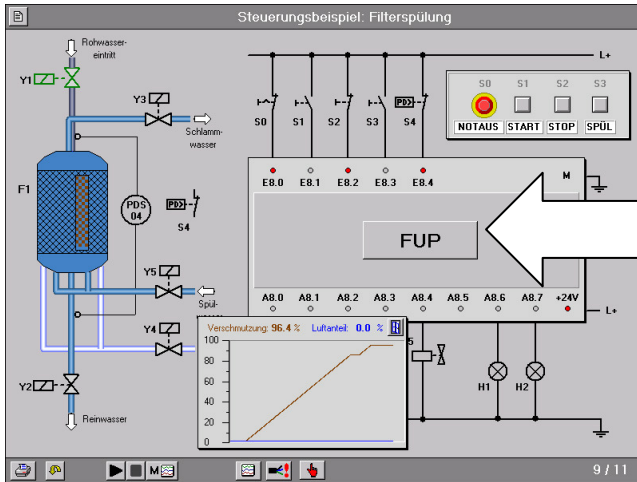 Steuerungsbeispiel: Filterspülung
Rohwasser-
eintritt
Y1
Y3
Schlamm-
wasser
F1
PDS
04
PD>
S4
Y5
Spül-
Y4
Y2
Reinwasser
L+
S0
S1
S2
S3
PD>
S4
S0 S1 S2 S3
NOTAUS START STOP SPÜL
E8.0 E8.1 E8.2 E8.3 E8.4
M
FUP
A8.0 A8.1 A8.2 A8.3 A8.4 A8.5 A8.6 A8.7 +24V
L+
5
H1 H2
Verschmutzung: 96.4 % Luftanteil: 0.0 %
100
80
60
40
20
0
M
9 / 11